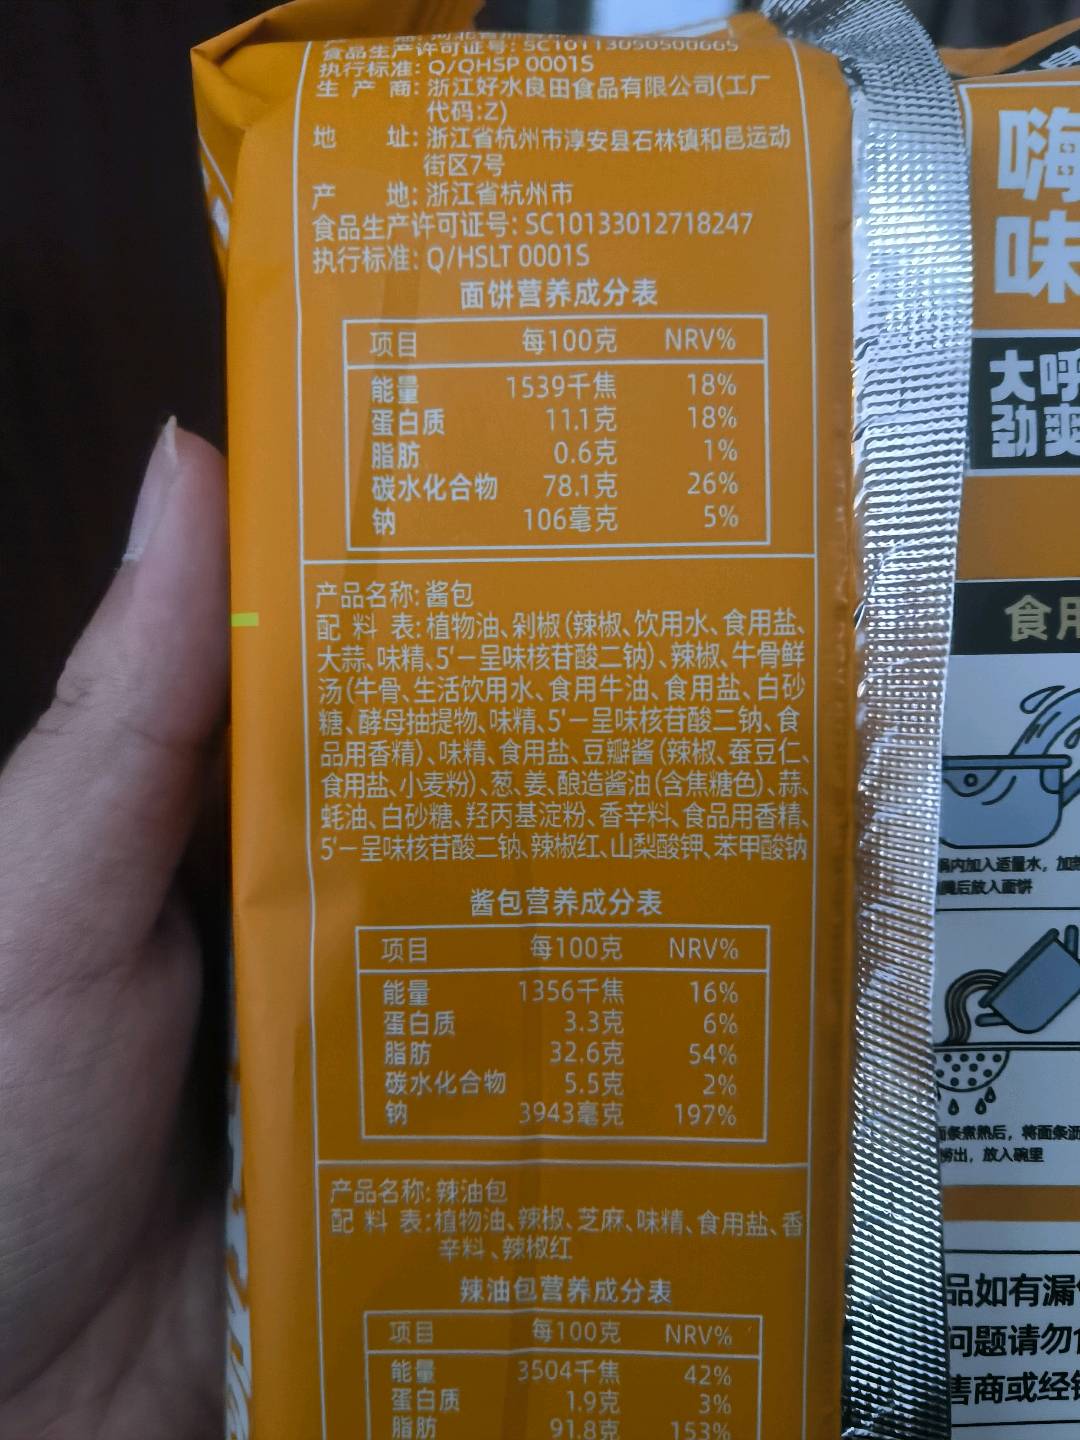 食品生产许可证号: SC10113050500665
执行标准: Q/QHSP 0001S
生 产 商: 浙江好水良田食品有限公司(工厂
代码:Z)
地 址: 浙江省杭州市淳安县石林镇和邑运动
街区7号
产 地: 浙江省杭州市
食品生产许可证号: SC10133012718247
执行标准: Q/HSLT 0001S
面饼营养成分表
项目 每100克 NRV%
能量 1539千焦 18%
蛋白质 11.1克 18%
脂肪 0.6克 1%
碳水化合物 78.1克 26%
钠 106毫克 5%
产品名称: 酱包
配 料 表: 植物油、剁椒(辣椒、饮用水、食用盐、
大蒜、味精、5'-呈味核苷酸二钠)、辣椒、牛骨鲜
汤(牛骨、生活饮用水、食用牛油、食用盐、白砂
糖、酵母抽提物、味精、5'-呈味核苷酸二钠、食
品用香精)、味精、食用盐、豆瓣酱(辣椒、蚕豆仁、
食用盐、小麦粉)、葱、姜、酿造酱油(含焦糖色)、蒜、
蚝油、白砂糖、羟丙基淀粉、香辛料、食品用香精、
5'-呈味核苷酸二钠、辣椒红、山梨酸钾、苯甲酸钠
酱包营养成分表
项目 每100克 NRV%
能量 1356千焦 16%
蛋白质 3.3克 6%
脂肪 32.6克 54%
碳水化合物 5.5克 2%
钠 3943毫克 197%
产品名称: 辣油包
配 料 表: 植物油、辣椒、芝麻、味精、食用盐、香
辛料、辣椒红
辣油包营养成分表
项目 每100克 NRV%
能量 3504千焦 42%
蛋白质 1.9克 3%
脂肪 91.8克 153%
嗨
味
大呼
劲爽
食用
锅内加入适量水，加
沸后放入面饼
面条煮熟后，将面条沥
捞出，放入碗里
品如有漏
问题请勿
售商或经